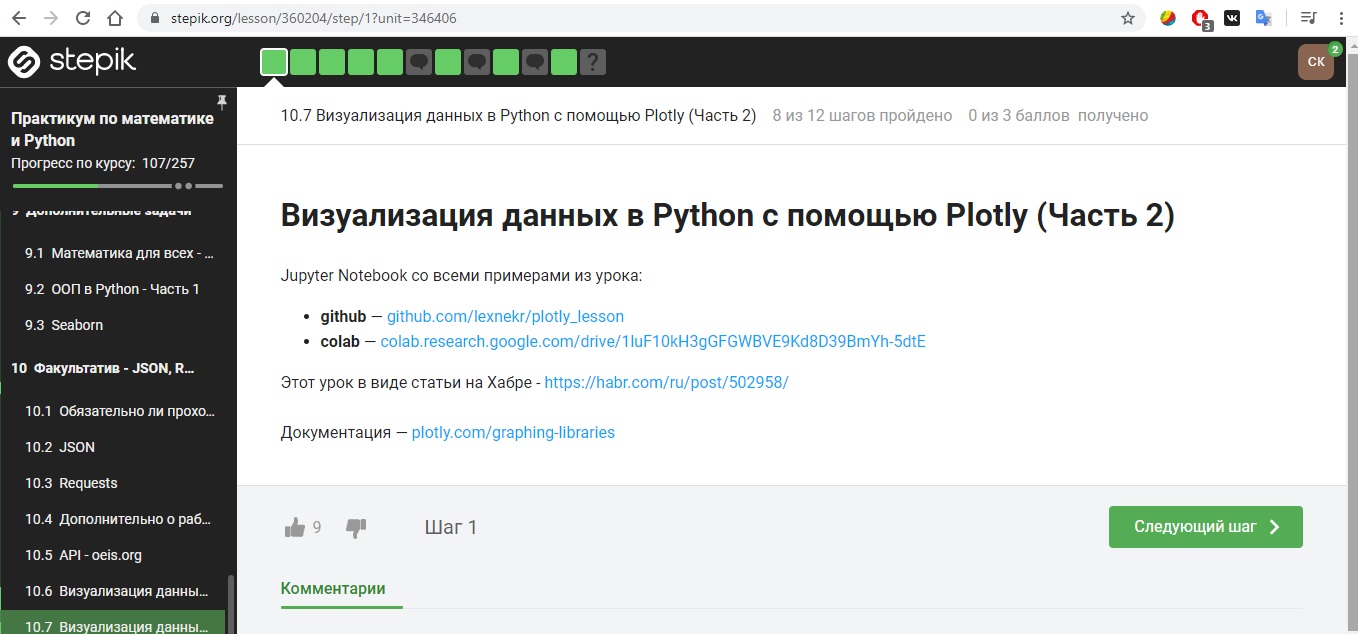 stepik.org/lesson/360204/step/1?unit=346406
3
stepik
?
СК
2
Практикум по математике
и Python
Прогресс по курсу: 107/257
9 Дополнительные задачи
9.1 Математика для всех - ...
9.2 ООП в Python - Часть 1
9.3 Seaborn
10 Факультатив - JSON, R...
10.1 Обязательно ли прохо...
10.2 JSON
10.3 Requests
10.4 Дополнительно о раб...
10.5 API - oeis.org
10.6 Визуализация данны...
10.7 Визуализация данны...
10.7 Визуализация данных в Python с помощью Plotly (Часть 2) 8 из 12 шагов пройдено 0 из 3 баллов получено
Визуализация данных в Python с помощью Plotly (Часть 2)
Jupyter Notebook со всеми примерами из урока:
• github — github.com/lexnekr/plotly_lesson
• colab — colab.research.google.com/drive/1luF10kH3gGFGWBVE9Kd8D39BmYh-5dtE
Этот урок в виде статьи на Хабре - https://habr.com/ru/post/502958/
Документация — plotly.com/graphing-libraries
9 Шаг 1 Следующий шаг
Комментарии